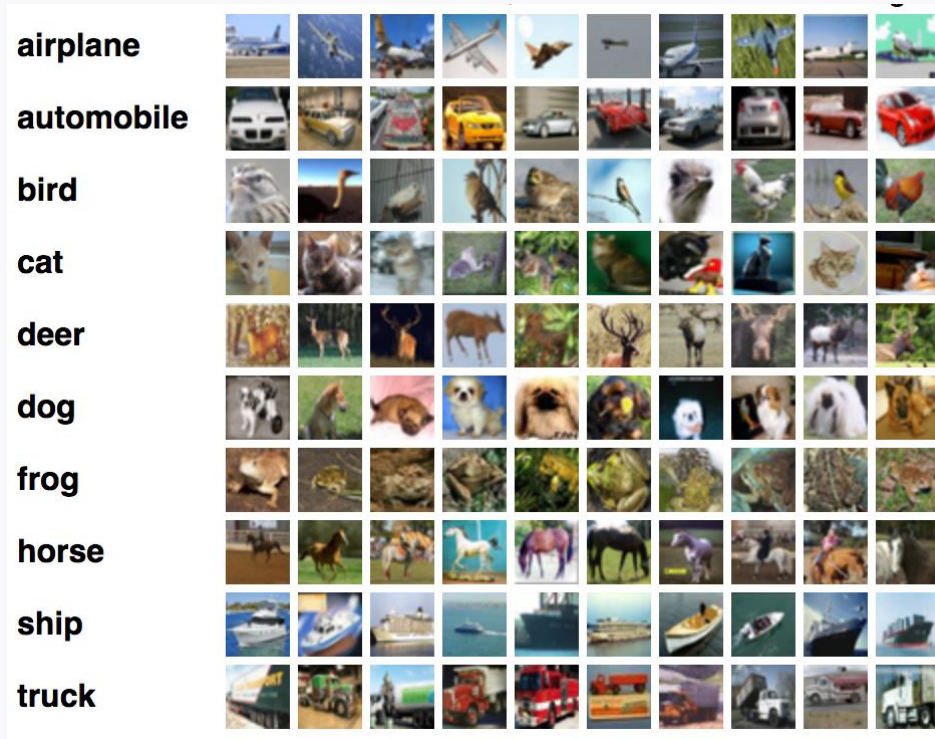 airplane
automobile
bird
cat
deer
dog
frog
horse
ship
truck